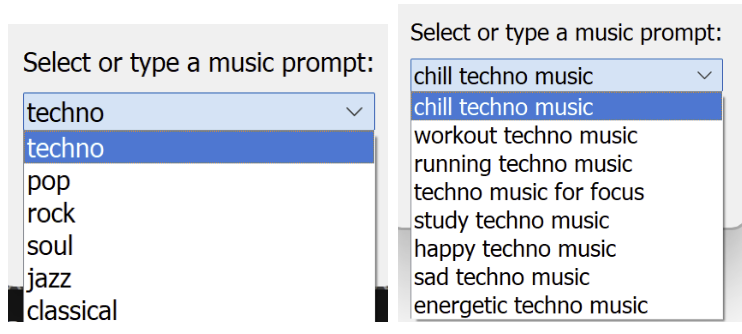 Select or type a music prompt:
techno
techno
pop
rock
soul
jazz
classical
Select or type a music prompt:
chill techno music
chill techno music
workout techno music
running techno music
techno music for focus
study techno music
happy techno music
sad techno music
energetic techno music